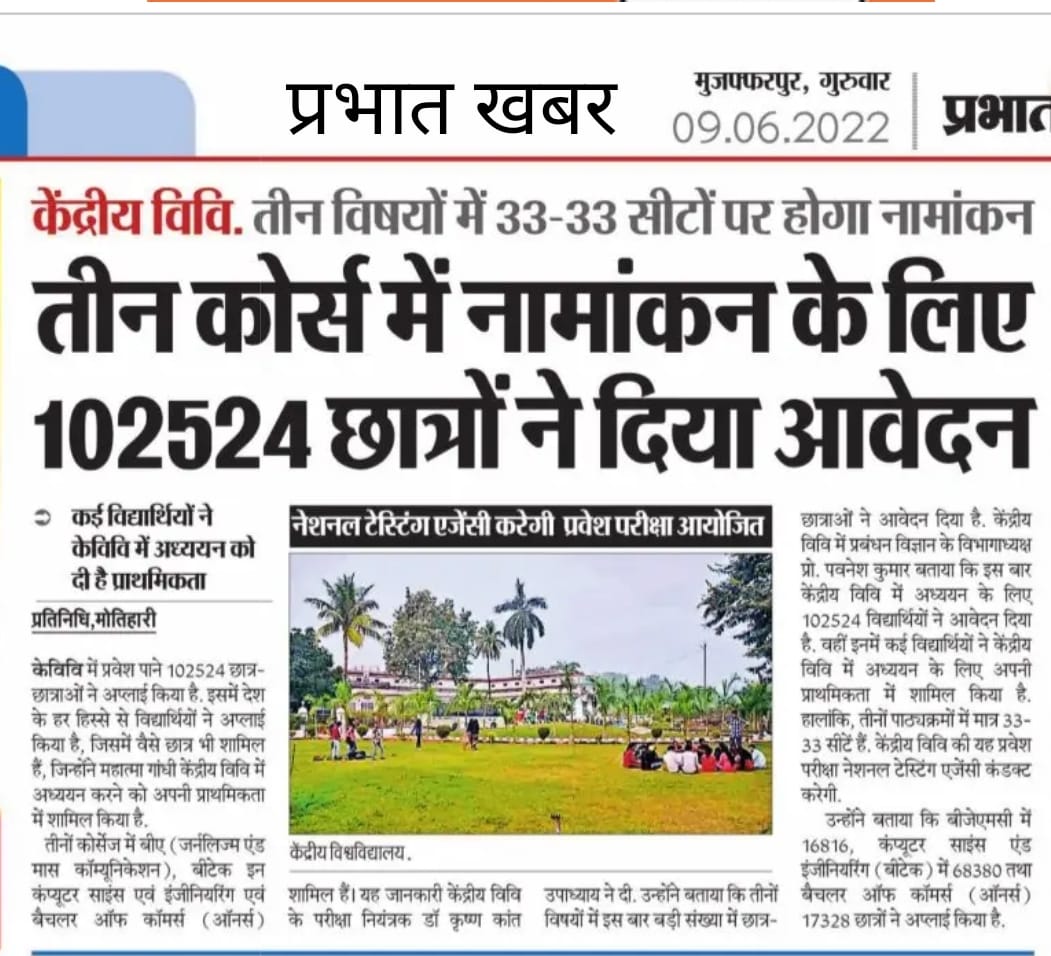 प्रभात खबर
मुजफ्फरपुर, गुरुवार
09.06.2022
प्रभात
केंद्रीय विवि. तीन विषयों में 33-33 सीटों पर होगा नामांकन
तीन कोर्स में नामांकन के लिए
102524 छात्रों ने दिया आवेदन
कई विद्यार्थियों ने
केविवि में अध्ययन को
दी है प्राथमिकता
प्रतिनिधि,मोतिहारी
केविवि में प्रवेश पाने 102524 छात्र-
छात्राओं ने अप्लाई किया है. इसमें देश
के हर हिस्से से विद्यार्थियों ने अप्लाई
किया है, जिसमें वैसे छात्र भी शामिल
हैं, जिन्होंने महात्मा गांधी केंद्रीय विवि में
अध्ययन करने को अपनी प्राथमिकता
में शामिल किया है.
तीनों कोर्सेज में बीए (जर्नलिज्म एंड
मास कॉम्यूनिकेशन), बीटेक इन
कंप्यूटर साइंस एवं इंजीनियरिंग एवं
बैचलर ऑफ कॉमर्स (ऑनर्स)
नेशनल टेस्टिंग एजेंसी करेगी प्रवेश परीक्षा आयोजित
केंद्रीय विश्वविद्यालय.
शामिल हैं। यह जानकारी केंद्रीय विवि
के परीक्षा नियंत्रक डॉ कृष्ण कांत
उपाध्याय ने दी. उन्होंने बताया कि तीनों
विषयों में इस बार बड़ी संख्या में छात्र-
छात्राओं ने आवेदन दिया है. केंद्रीय
विवि में प्रबंधन विज्ञान के विभागाध्यक्ष
प्रो. पवनेश कुमार बताया कि इस बार
केंद्रीय विवि में अध्ययन के लिए
102524 विद्यार्थियों ने आवेदन दिया
है. वहीं इनमें कई विद्यार्थियों ने केंद्रीय
विवि में अध्ययन के लिए अपनी
प्राथमिकता में शामिल किया है.
हालांकि, तीनों पाठ्यक्रमों में मात्र 33-
33 सीटें हैं. केंद्रीय विवि की यह प्रवेश
परीक्षा नेशनल टेस्टिंग एजेंसी कंडक्ट
करेगी.
उन्होंने बताया कि बीजेएमसी में
16816, कंप्यूटर साइंस एंड
इंजीनियरिंग (बीटेक) में 68380 तथा
बैचलर ऑफ कॉमर्स (ऑनर्स)
17328 छात्रों ने अप्लाई किया है.